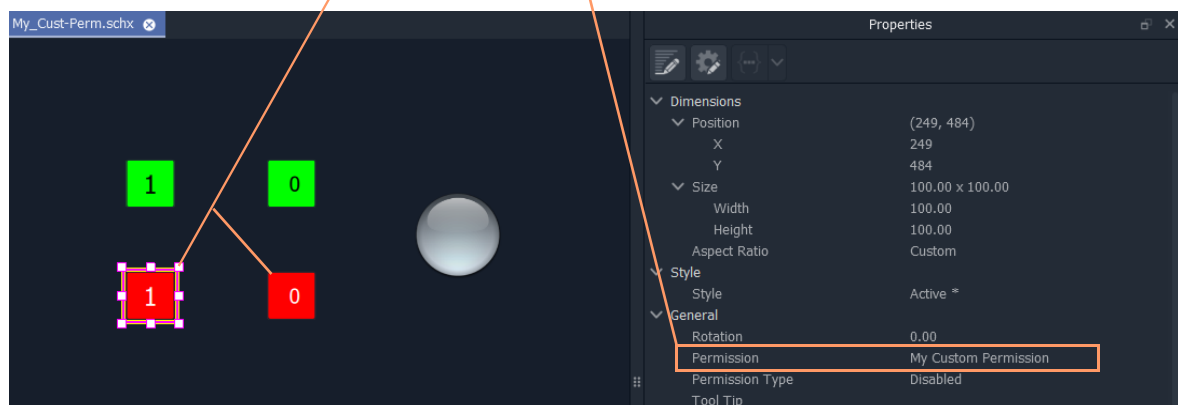 My_Cust-Perm.schx
Properties
Dimensions
Position (249, 484)
X 249
Y 484
Size 100.00 x 100.00
Width 100.00
Height 100.00
Aspect Ratio Custom
Style
Style Active *
General
Rotation 0.00
Permission My Custom Permission
Permission Type Disabled
Tool Tip
1 0
1 0